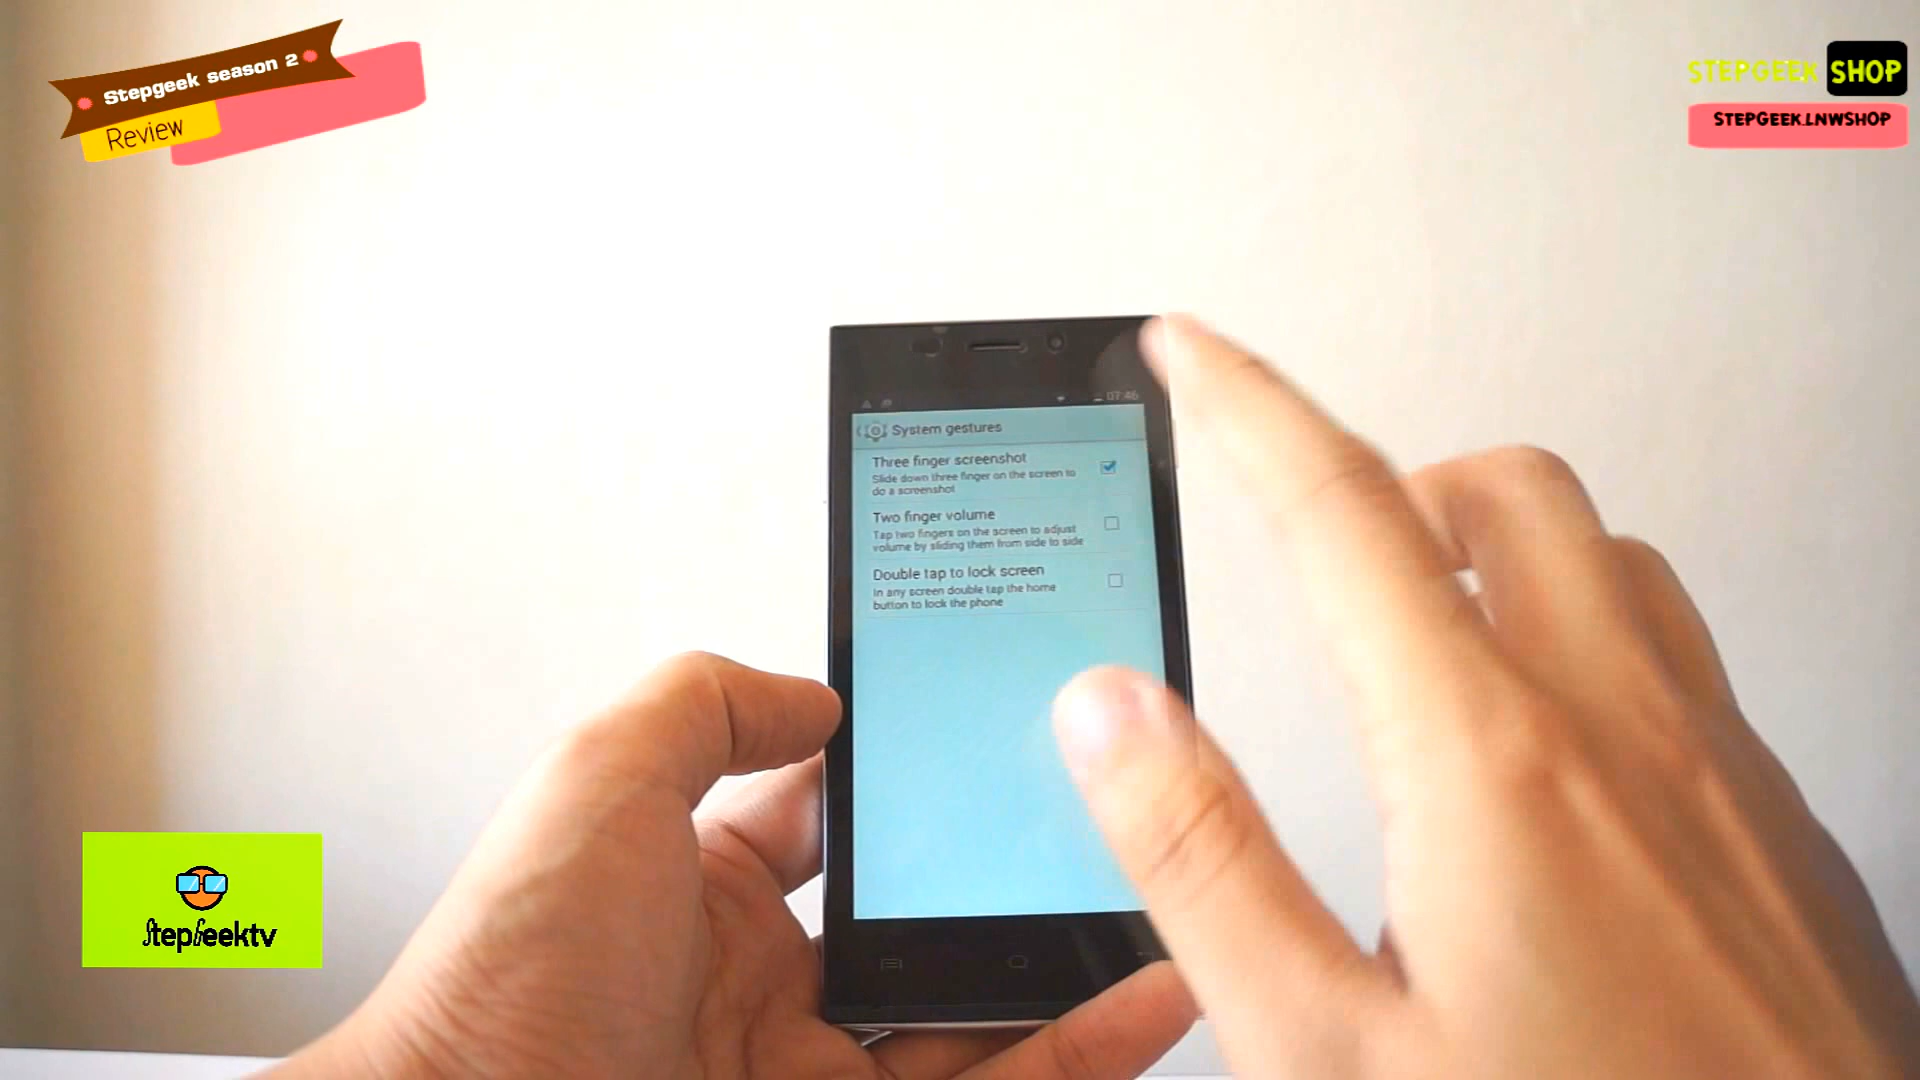 Stepgeek season 2
Review
STEPGEEK SHOP
STEPGEEK.LNWSHOP
07:46
System gestures
Three finger screenshot
Slide down three finger on the screen to
do a screenshot
Two finger volume
Tap two fingers on the screen to adjust
volume by sliding them from side to side
Double tap to lock screen
In any screen double tap the home
button to lock the phone
stepGeektv